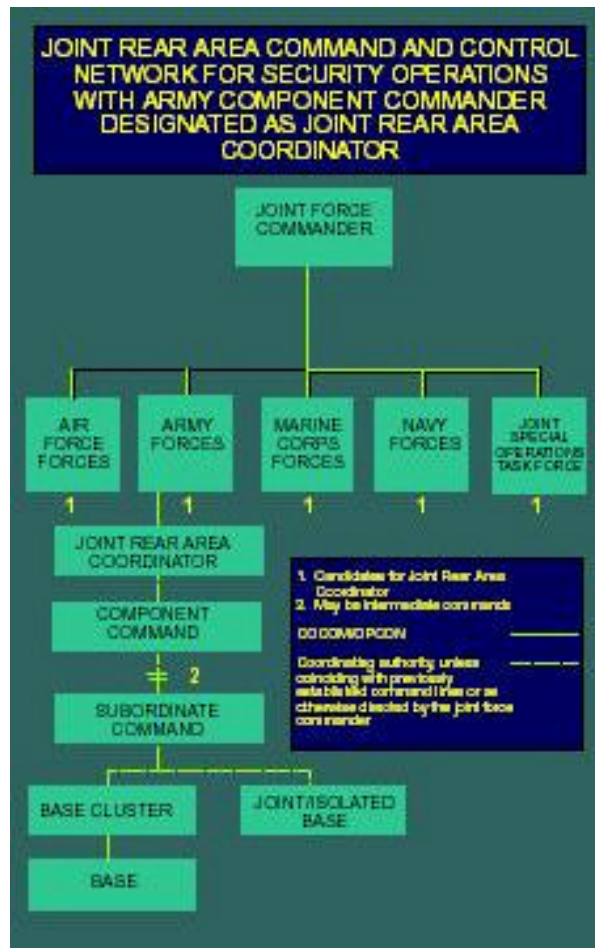 JOINT REAR AREA COMMAND AND CONTROL
NETWORK FOR SECURITY OPERATIONS
WITH ARMY COMPONENT COMMANDER
DESIGNATED AS JOINT REAR AREA
COORDINATOR
JOINT FORCE
COMMANDER
AIR
FORCE
FORCES
ARMY
FORCES
MARINE
CORPS
FORCES
NAVY
FORCES
JOINT
SPECIAL
OPERATIONS
TASK FORCE
1
1
1
1
1
JOINT REAR AREA
COORDINATOR
COMPONENT
COMMAND
2
SUBORDINATE
COMMAND
BASE CLUSTER
JOINT/ISOLATED
BASE
BASE
1. Candidates for Joint Rear Area
Coordinator
2. May be intermediate commands
COCOM/OPCON
Coordinating authority, unless
coinciding with previously
established command lines or as
otherwise directed by the joint force
commander